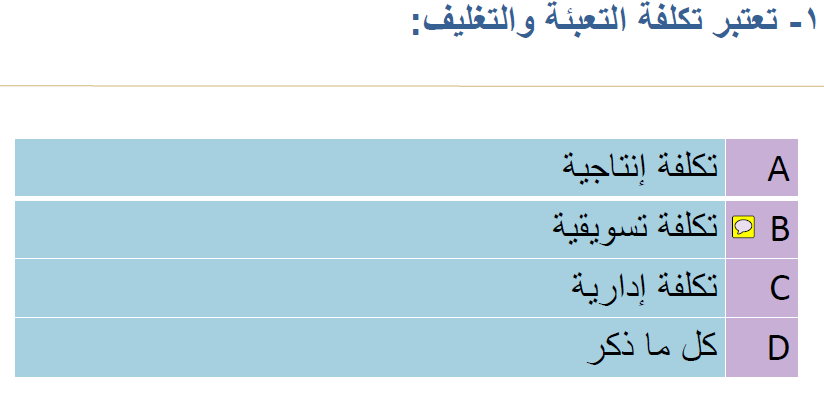 ١- تعتبر تكلفة التعبئة والتغليف:
A تكلفة إنتاجية
B تكلفة تسويقية
C تكلفة إدارية
D كل ما ذكر